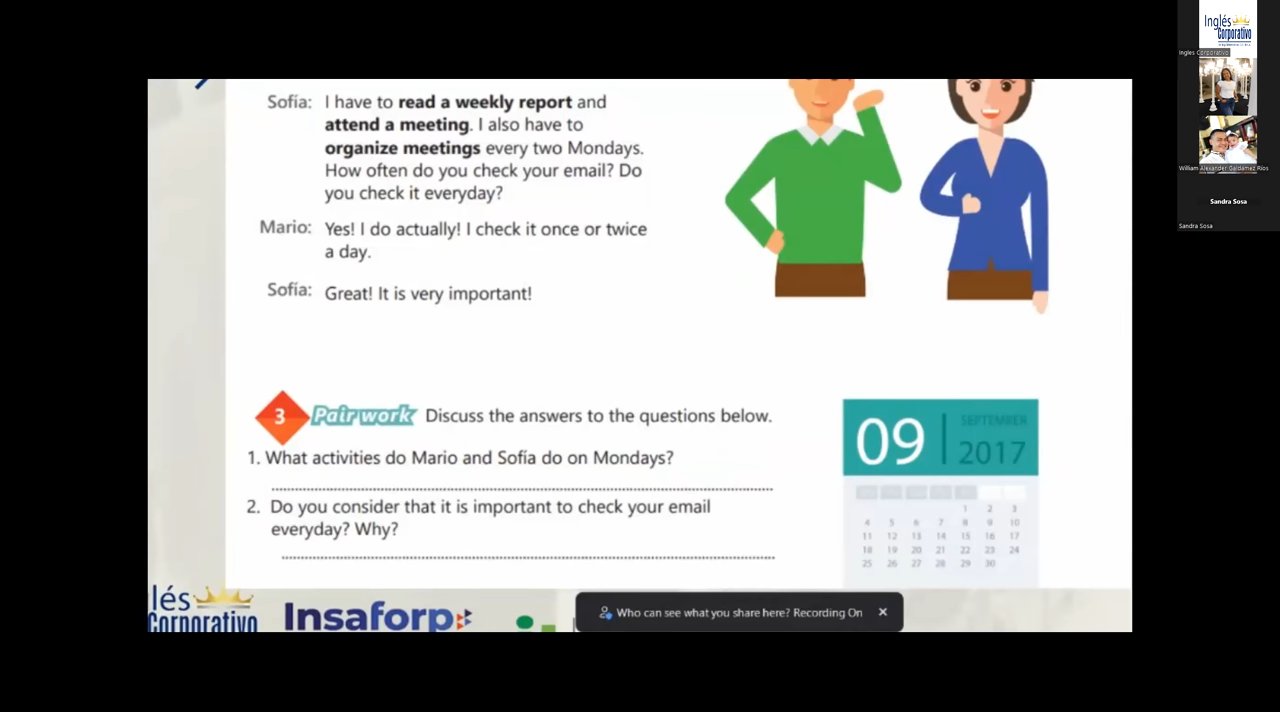 Sofía: I have to read a weekly report and
attend a meeting. I also have to
organize meetings every two Mondays.
How often do you check your email? Do
you check it everyday?
Mario: Yes! I do actually! I check it once or twice
a day.
Sofía: Great! It is very important!
3 Pair work Discuss the answers to the questions below.
1. What activities do Mario and Sofía do on Mondays?
2. Do you consider that it is important to check your email
everyday? Why?
09 SEPTEMBER
2017
1 2 3
4 5 6 7 8 9 10
11 12 13 14 15 16 17
18 19 20 21 22 23 24
25 26 27 28 29 30
lés
Corporativo
Insaforp
Who can see what you share here? Recording On
Inglés
Corporativo
Ingles Corporativo
William Alexander Galdamez Rios
Sandra Sosa
Sandra Sosa